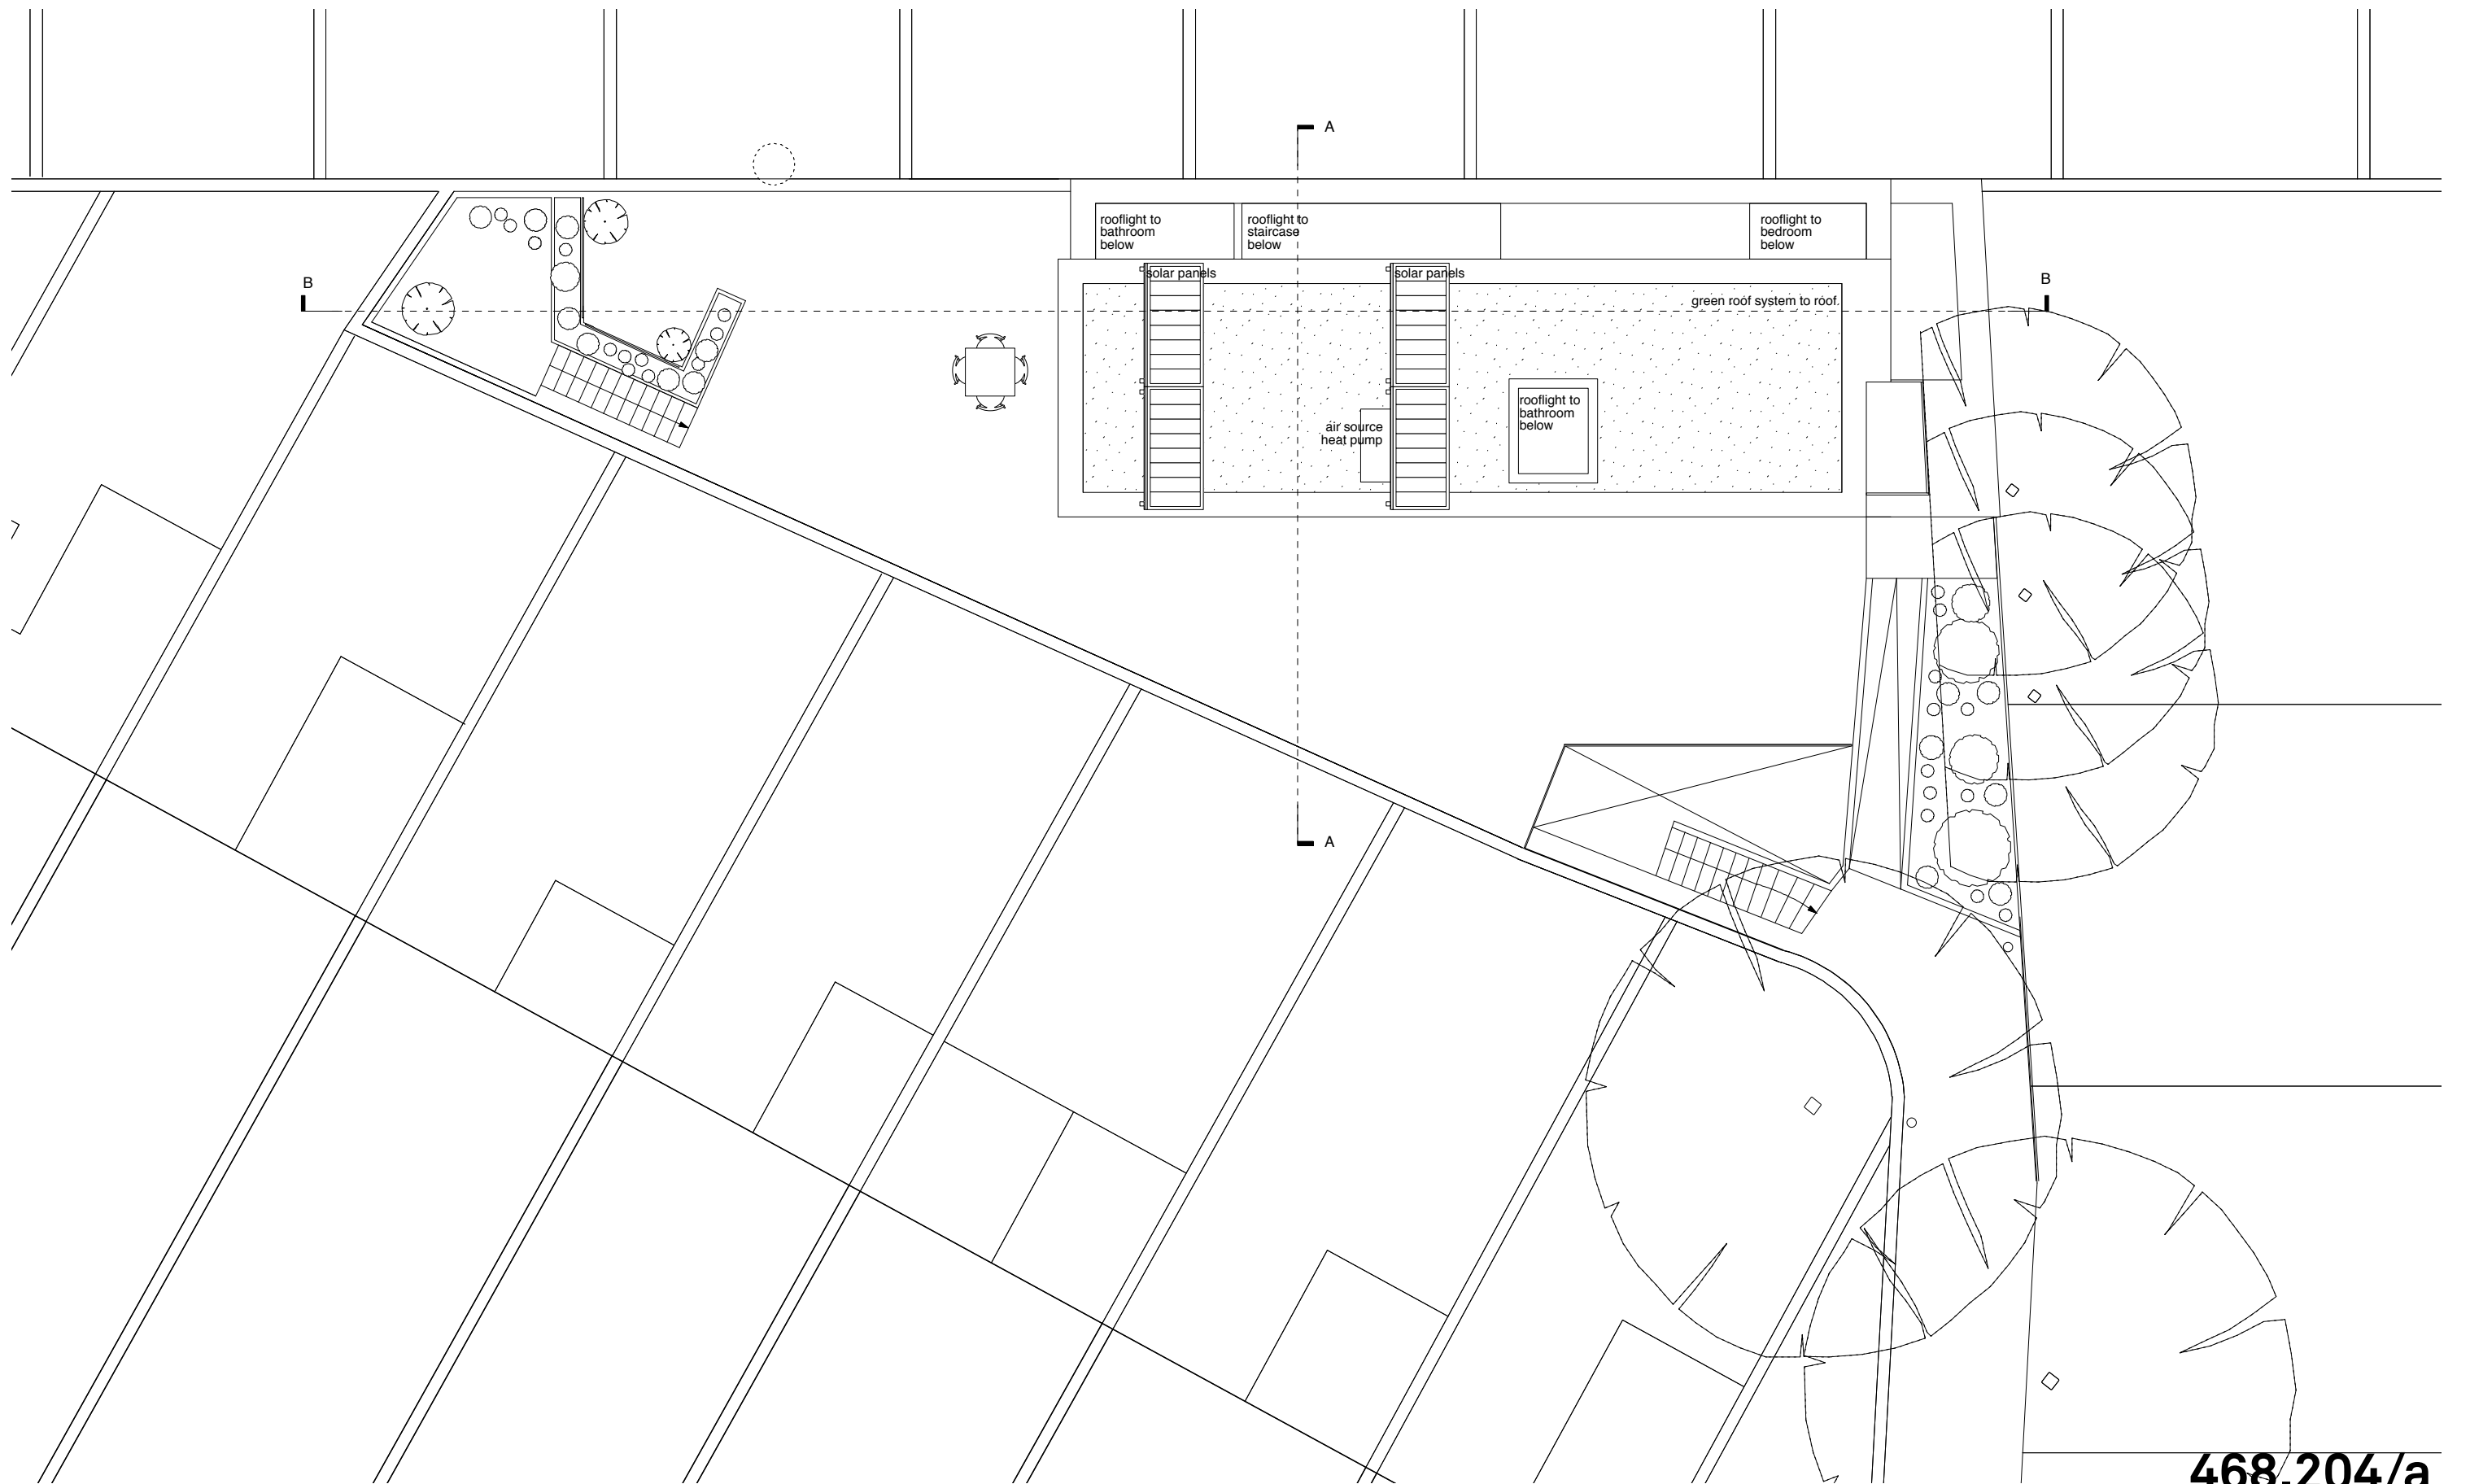 A
rooflight to
bathroom
below
rooflight to
staircase
below
rooflight to
bedroom
below
B
solar panels
solar panels
B
green roof system to roof.
rooflight to
bathroom
below
air source
heat pump
A
468.204/a